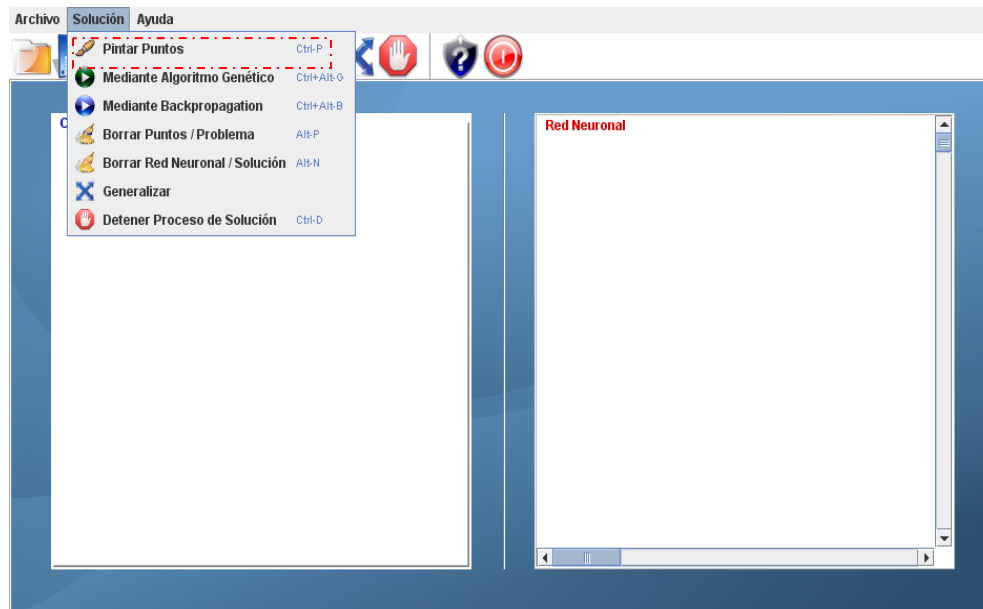 Archivo Solución Ayuda
Pintar Puntos Ctrl-P
Mediante Algoritmo Genético Ctrl+Alt-G
Mediante Backpropagation Ctrl+Alt-B
Borrar Puntos / Problema Alt-P
Borrar Red Neuronal / Solución Alt-N
Generalizar
Detener Proceso de Solución Ctrl-D
Red Neuronal